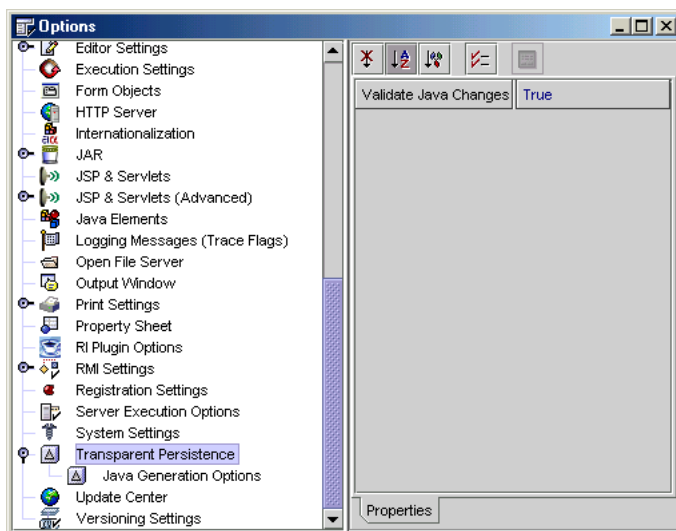 Options
Editor Settings
Execution Settings
Form Objects
HTTP Server
Internationalization
JAR
JSP & Servlets
JSP & Servlets (Advanced)
Java Elements
Logging Messages (Trace Flags)
Open File Server
Output Window
Print Settings
Property Sheet
RI Plugin Options
RMI Settings
Registration Settings
Server Execution Options
System Settings
Transparent Persistence
Java Generation Options
Update Center
Versioning Settings
Validate Java Changes True
Properties